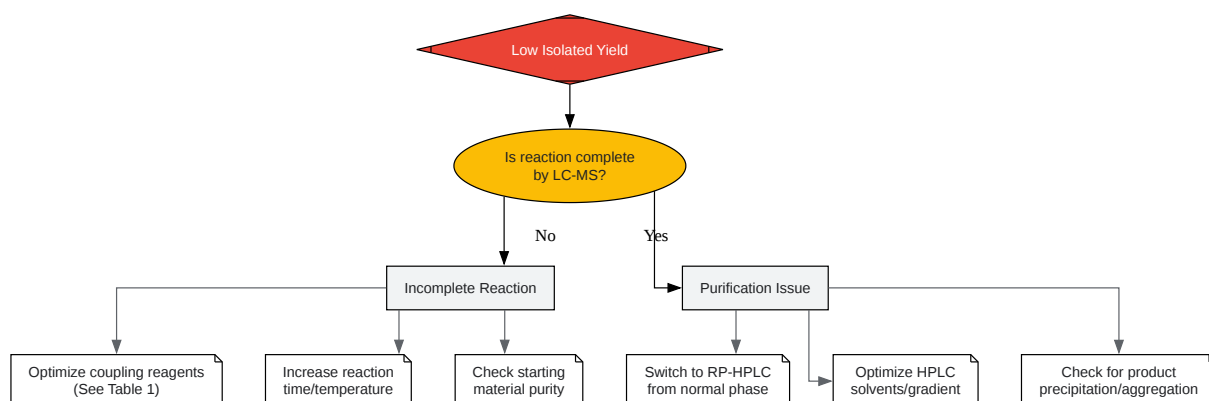 Low Isolated Yield
Is reaction complete
by LC-MS?
No
Yes
Incomplete Reaction
Purification Issue
Optimize coupling reagents
(See Table 1)
Increase reaction
time/temperature
Check starting
material purity
Switch to RP-HPLC
from normal phase
Optimize HPLC
solvents/gradient
Check for product
precipitation/aggregation